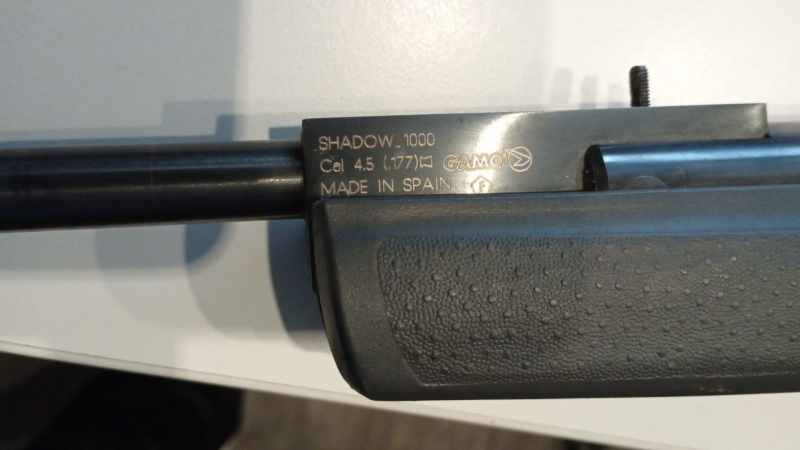 SHADOW 1000
Cal 4.5 (.177) GAMO
MADE IN SPAIN F